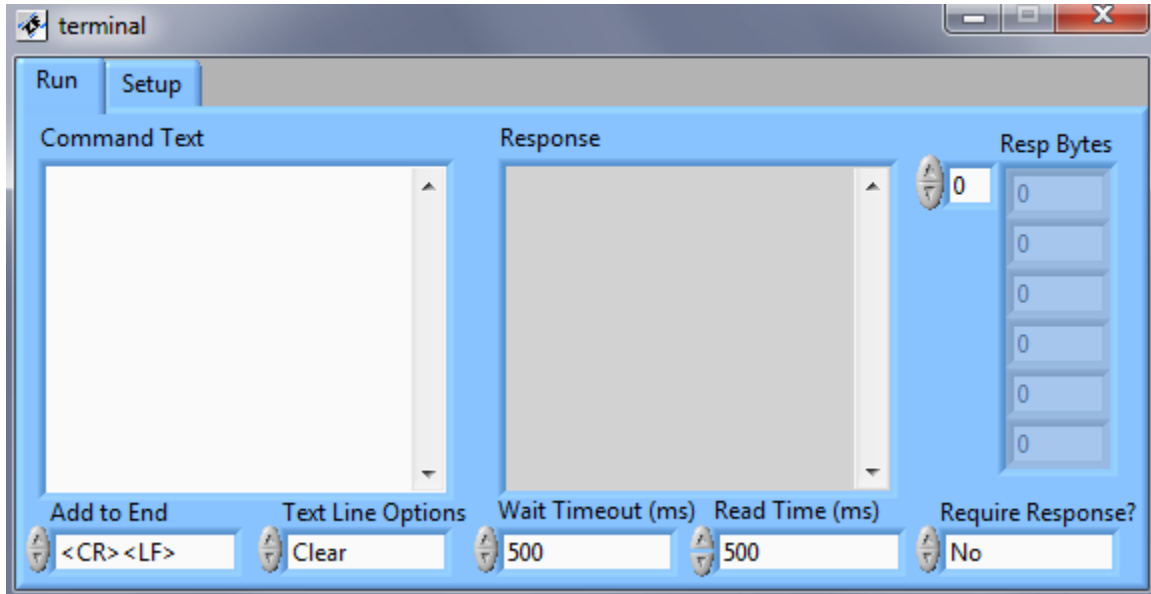 terminal
Run Setup
Command Text Response Resp Bytes
0 0
0
0
0
0
0
Add to End Text Line Options Wait Timeout (ms) Read Time (ms) Require Response?
<CR><LF> Clear 500 500 No